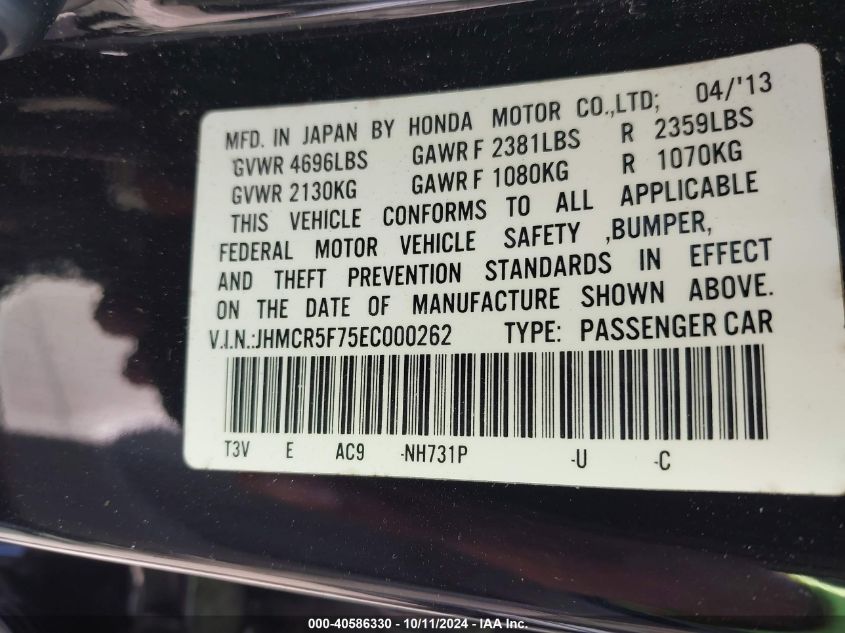 MFD. IN JAPAN BY HONDA MOTOR CO.,LTD; 04/'13
GVWR 4696LBS GAWR F 2381LBS R 2359LBS
GVWR 2130KG GAWR F 1080KG R 1070KG
THIS VEHICLE CONFORMS TO ALL APPLICABLE
FEDERAL MOTOR VEHICLE SAFETY ,BUMPER,
AND THEFT PREVENTION STANDARDS IN EFFECT
ON THE DATE OF MANUFACTURE SHOWN ABOVE.
V.I.N.:JHMCR5F75EC000262 TYPE: PASSENGER CAR
T3V E AC9 -NH731P -U -C
000-40586330 - 10/11/2024 - IAA Inc.